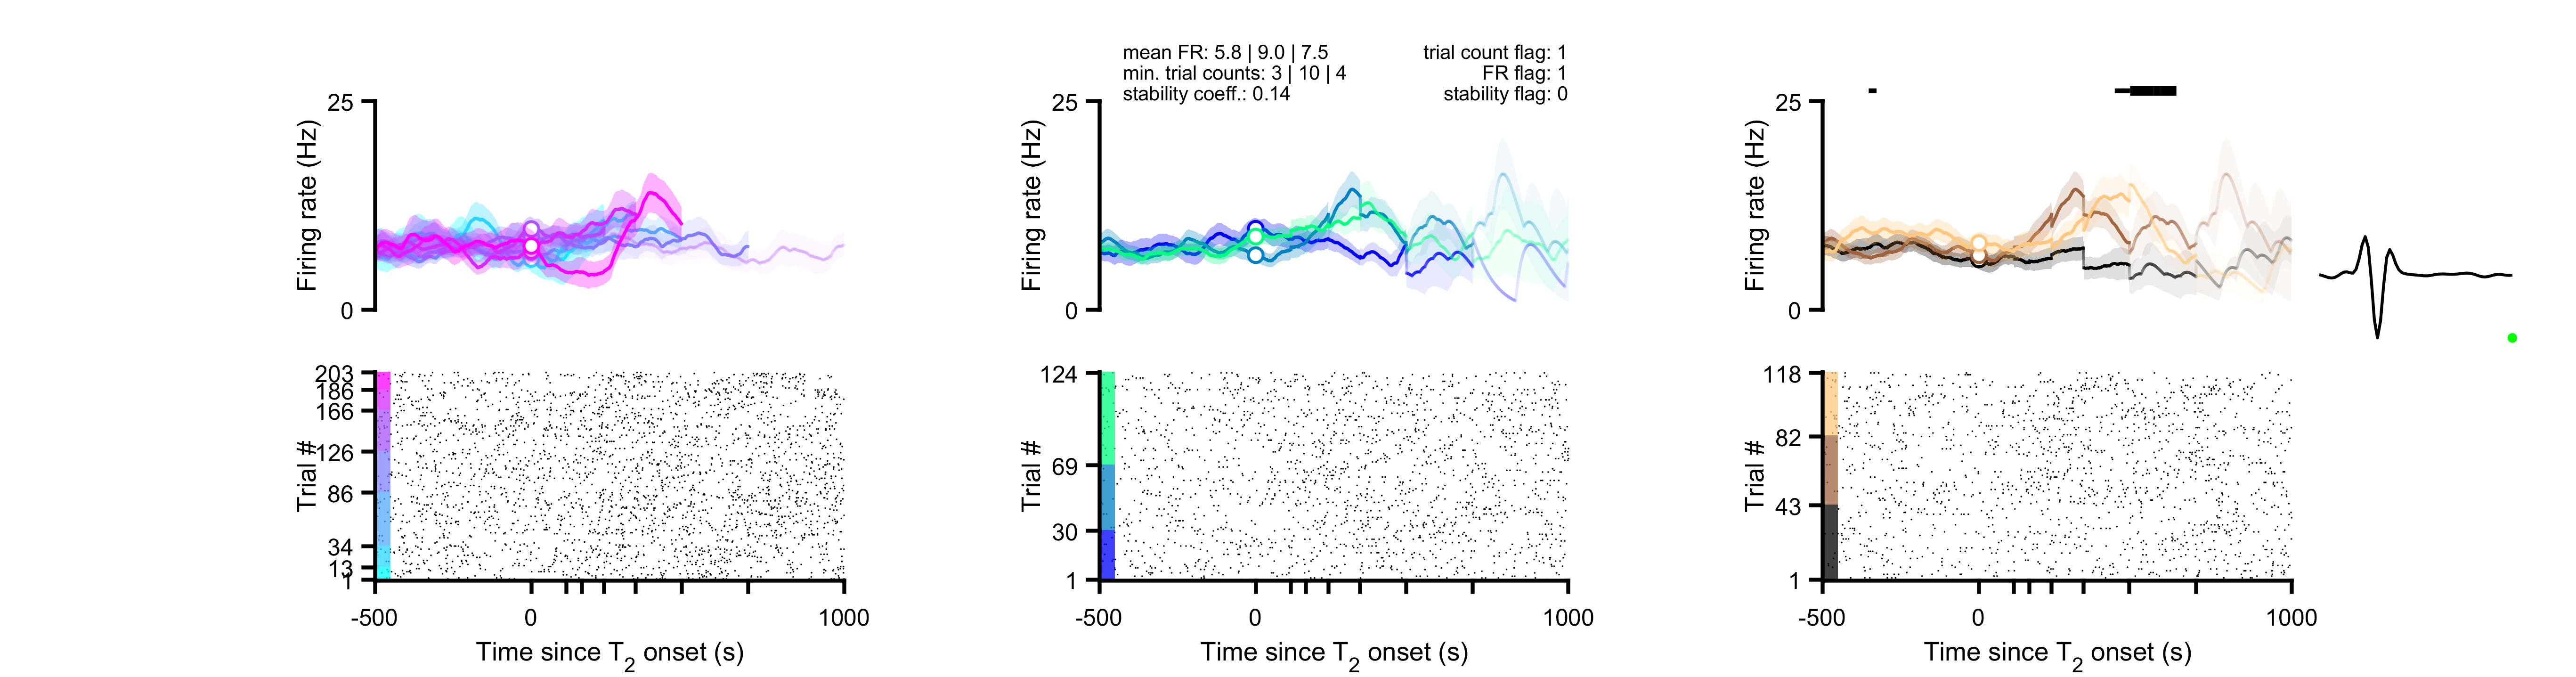 mean FR: 5.8 | 9.0 | 7.5
min. trial counts: 3 | 10 | 4
stability coeff.: 0.14
trial count flag: 1
FR flag: 1
stability flag: 0
25
Firing rate (Hz)
0
25
Firing rate (Hz)
0
25
Firing rate (Hz)
0
203
186
166
126
86
34
13
1
Trial #
-500
0
1000
Time since T2 onset (s)
124
69
30
1
Trial #
-500
0
1000
Time since T2 onset (s)
118
82
43
1
Trial #
-500
0
1000
Time since T2 onset (s)